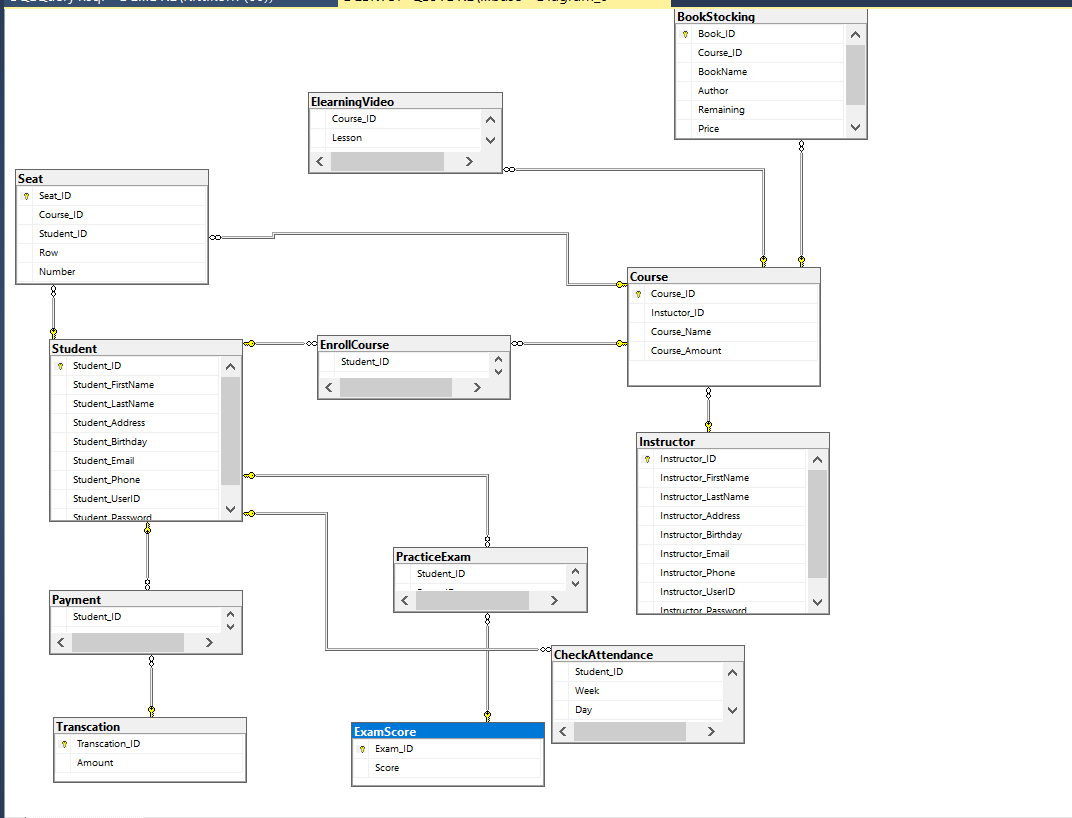 BookStocking
Book_ID
Course_ID
BookName
Author
Remaining
Price
ElearningVideo
Course_ID
Lesson
Seat
Seat_ID
Course_ID
Student_ID
Row
Number
Course
Course_ID
Instuctor_ID
Course_Name
Course_Amount
Student
Student_ID
Student_FirstName
Student_LastName
Student_Address
Student_Birthday
Student_Email
Student_Phone
Student_UserID
Student_Password
EnrollCourse
Student_ID
Instructor
Instructor_ID
Instructor_FirstName
Instructor_LastName
Instructor_Address
Instructor_Birthday
Instructor_Email
Instructor_Phone
Instructor_UserID
Instructor_Password
PracticeExam
Student_ID
Payment
Student_ID
CheckAttendance
Student_ID
Week
Day
Transcation
Transcation_ID
Amount
ExamScore
Exam_ID
Score